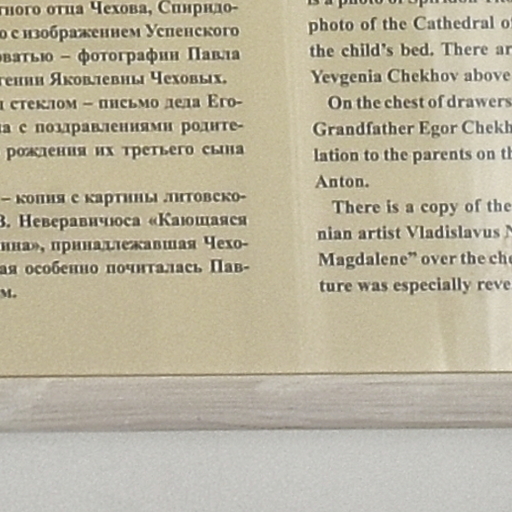 тного отца Чехова, Спиридо-
о с изображением Успенского
оватью – фотографии Павла
гении Яковлевны Чеховых.
стеклом – письмо деда Его-
а с поздравлениями родите-
рождения их третьего сына
– копия с картины литовско-
В. Неверавичюса «Кающаяся
ина», принадлежавшая Чехо-
ая особенно почиталась Пав-
м.
photo of the Cathedral o
the child's bed. There ar
Yevgenia Chekhov above
On the chest of drawers
Grandfather Egor Chekh
lation to the parents on th
Anton.
There is a copy of the
nian artist Vladislavus N
Magdalene” over the che
ture was especially reve